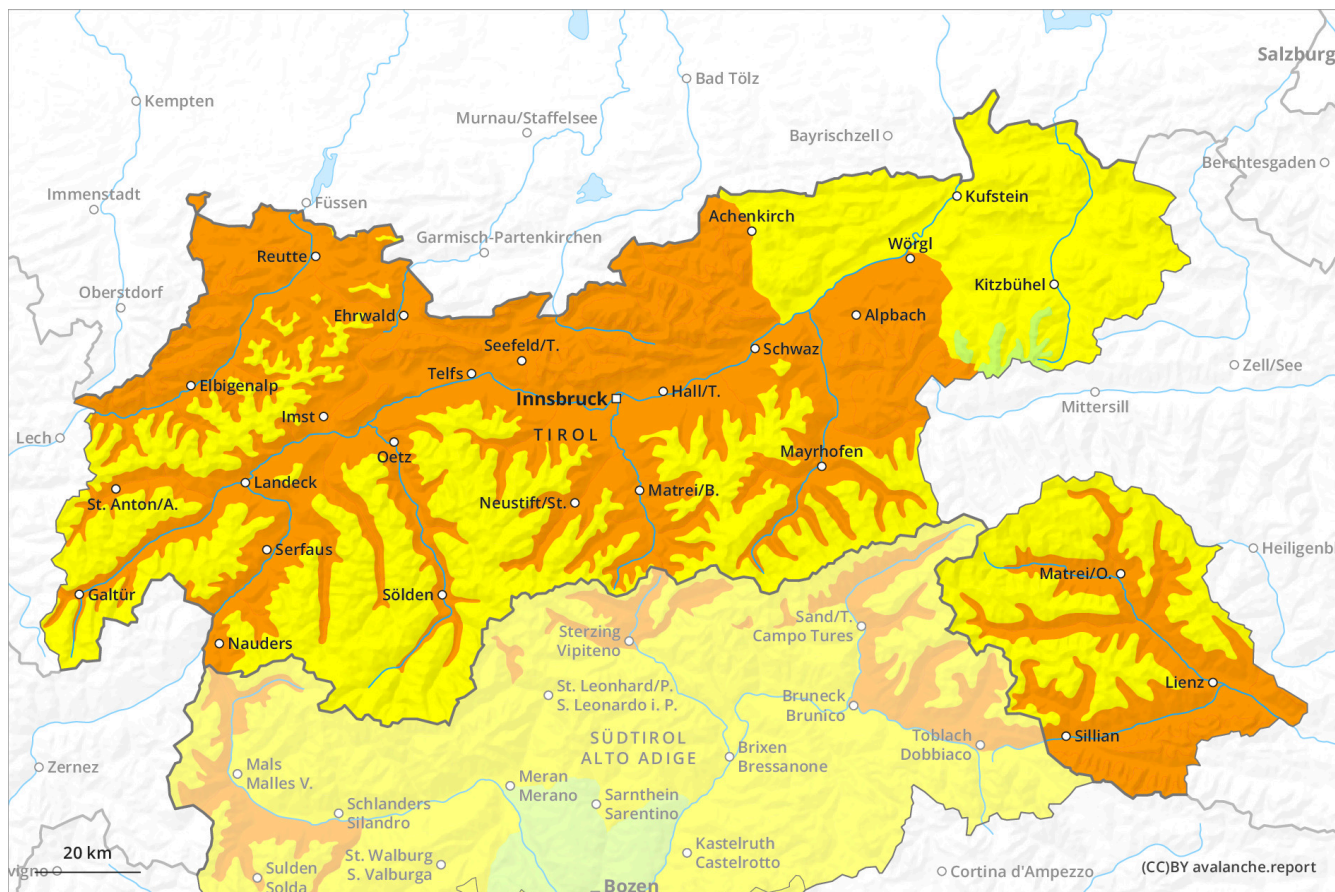 Salzburg
Bad Tölz
Kempten
Murnau/Staffelsee
Bayrischzell
Berchtesgaden
Immenstadt
Füssen
Kufstein
Achenkirch
Garmisch-Partenkirchen
Reutte
Wörgl
Oberstdorf
Kitzbühel
Ehrwald
Alpbach
Seefeld/T.
Schwaz
Zell/See
Telfs
Elbigenalp
Innsbruck
Hall/T.
Mittersill
Imst
Lech
TIROL
Oetz
Mayrhofen
Landeck
St. Anton/A.
Neustift/St.
Matrei/B.
Serfaus
Heiligenb
Matrei/O.
Galtür
Sölden
Sand/T.
Campo Tures
Sterzing
Vipiteno
Nauders
Lienz
St. Leonhard/P.
S. Leonardo i. P.
Bruneck
Brunico
SÜDTIROL
ALTO ADIGE
Toblach
Dobbiaco
Sillian
Brixen
Bressanone
Zernez
Mals
Malles V.
Meran
Merano
Sarnthein
Sarentino
Schlanders
Silandro
Kastelruth
Castelrotto
20 km
St. Walburg
S. Valburga
vigno
Sulden
Solda
Cortina d'Ampezzo
(CC)BY avalanche.report
Bozen